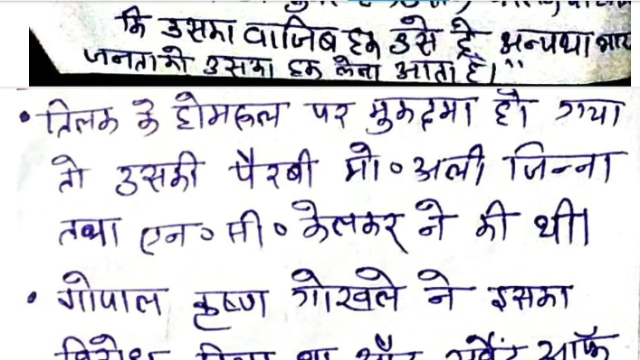 कि उसका वाजिब हक उसे दे अन्यथा
जनता को उसका हक लेना आता है।"
• तिलक के होमरूल पर मुकदमा हो गया
तो उसकी पैरवी मो० अली जिन्ना
तथा एन० सी० केलकर ने की थी।
• गोपाल कृष्ण गोखले ने इसका